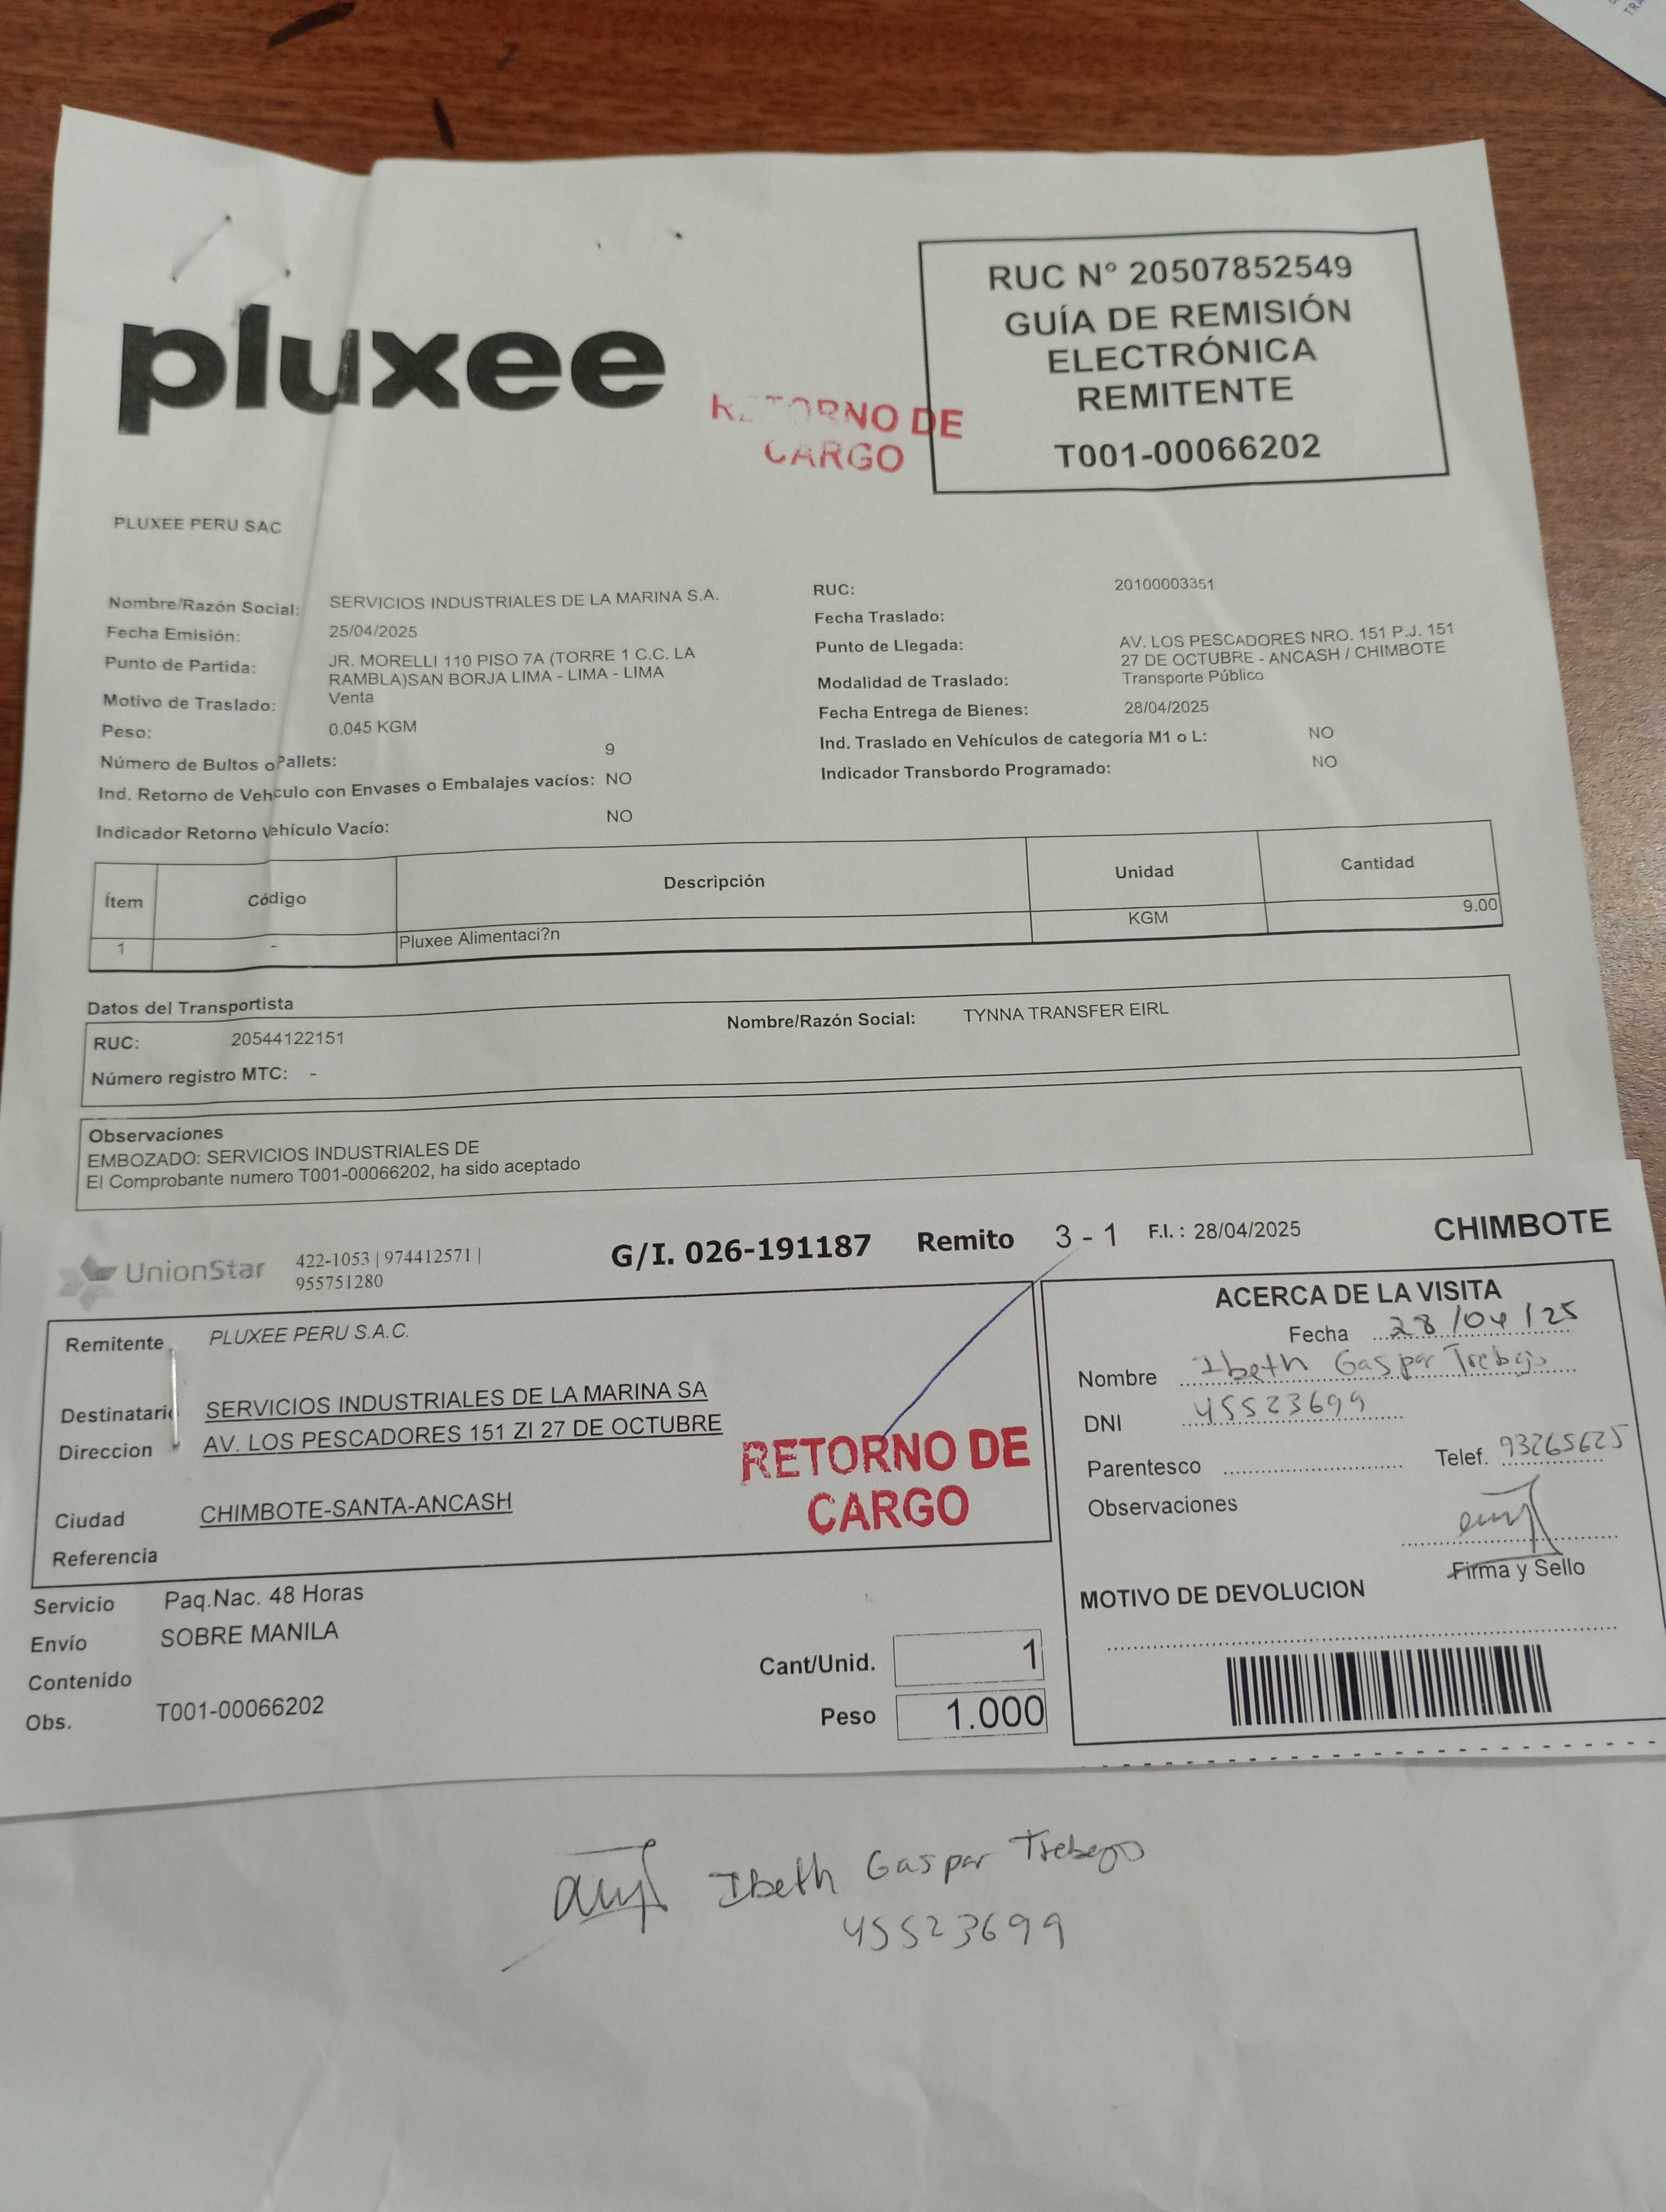 pluxee
RUC N° 20507852549
GUÍA DE REMISIÓN
ELECTRÓNICA
REMITENTE
T001-00066202
RETORNO DE
CARGO
PLUXEE PERU SAC
Nombre/Razón Social: SERVICIOS INDUSTRIALES DE LA MARINA S.A.
Fecha Emisión: 25/04/2025
Punto de Partida: JR. MORELLI 110 PISO 7A (TORRE 1 C.C. LA
RAMBLA)SAN BORJA LIMA - LIMA - LIMA
Motivo de Traslado: Venta
Peso: 0.045 KGM
Número de Bultos o Pallets: 9
Ind. Retorno de Vehículo con Envases o Embalajes vacíos: NO
Indicador Retorno Vehículo Vacío: NO
RUC: 20100003351
Fecha Traslado:
Punto de Llegada: AV. LOS PESCADORES NRO. 151 P.J. 151
27 DE OCTUBRE - ANCASH / CHIMBOTE
Modalidad de Traslado: Transporte Público
Fecha Entrega de Bienes: 28/04/2025
Ind. Traslado en Vehículos de categoría M1 o L: NO
Indicador Transbordo Programado: NO
Ítem Código Descripción Unidad Cantidad
1 - Pluxee Alimentaci?n KGM 9.00
Datos del Transportista
RUC: 20544122151 Nombre/Razón Social: TYNNA TRANSFER EIRL
Número registro MTC: -
Observaciones
EMBOZADO: SERVICIOS INDUSTRIALES DE
El Comprobante numero T001-00066202, ha sido aceptado
UnionStar
422-1053 | 974412571 |
955751280
G/I. 026-191187 Remito 3 - 1 F.I. : 28/04/2025 CHIMBOTE
Remitente PLUXEE PERU S.A.C.
Destinatario SERVICIOS INDUSTRIALES DE LA MARINA SA
Direccion AV. LOS PESCADORES 151 ZI 27 DE OCTUBRE
Ciudad CHIMBOTE-SANTA-ANCASH
Referencia
RETORNO DE
CARGO
Servicio Paq.Nac. 48 Horas
Envío SOBRE MANILA
Contenido
Obs. T001-00066202
Cant/Unid. 1
Peso 1.000
ACERCA DE LA VISITA
Fecha 28/04/25
Nombre Ibeth Gaspar Trebejo
DNI 45523699
Parentesco
Telef. 93265625
Observaciones
Firma y Sello
MOTIVO DE DEVOLUCION
Ibeth Gaspar Trebejo
45523699